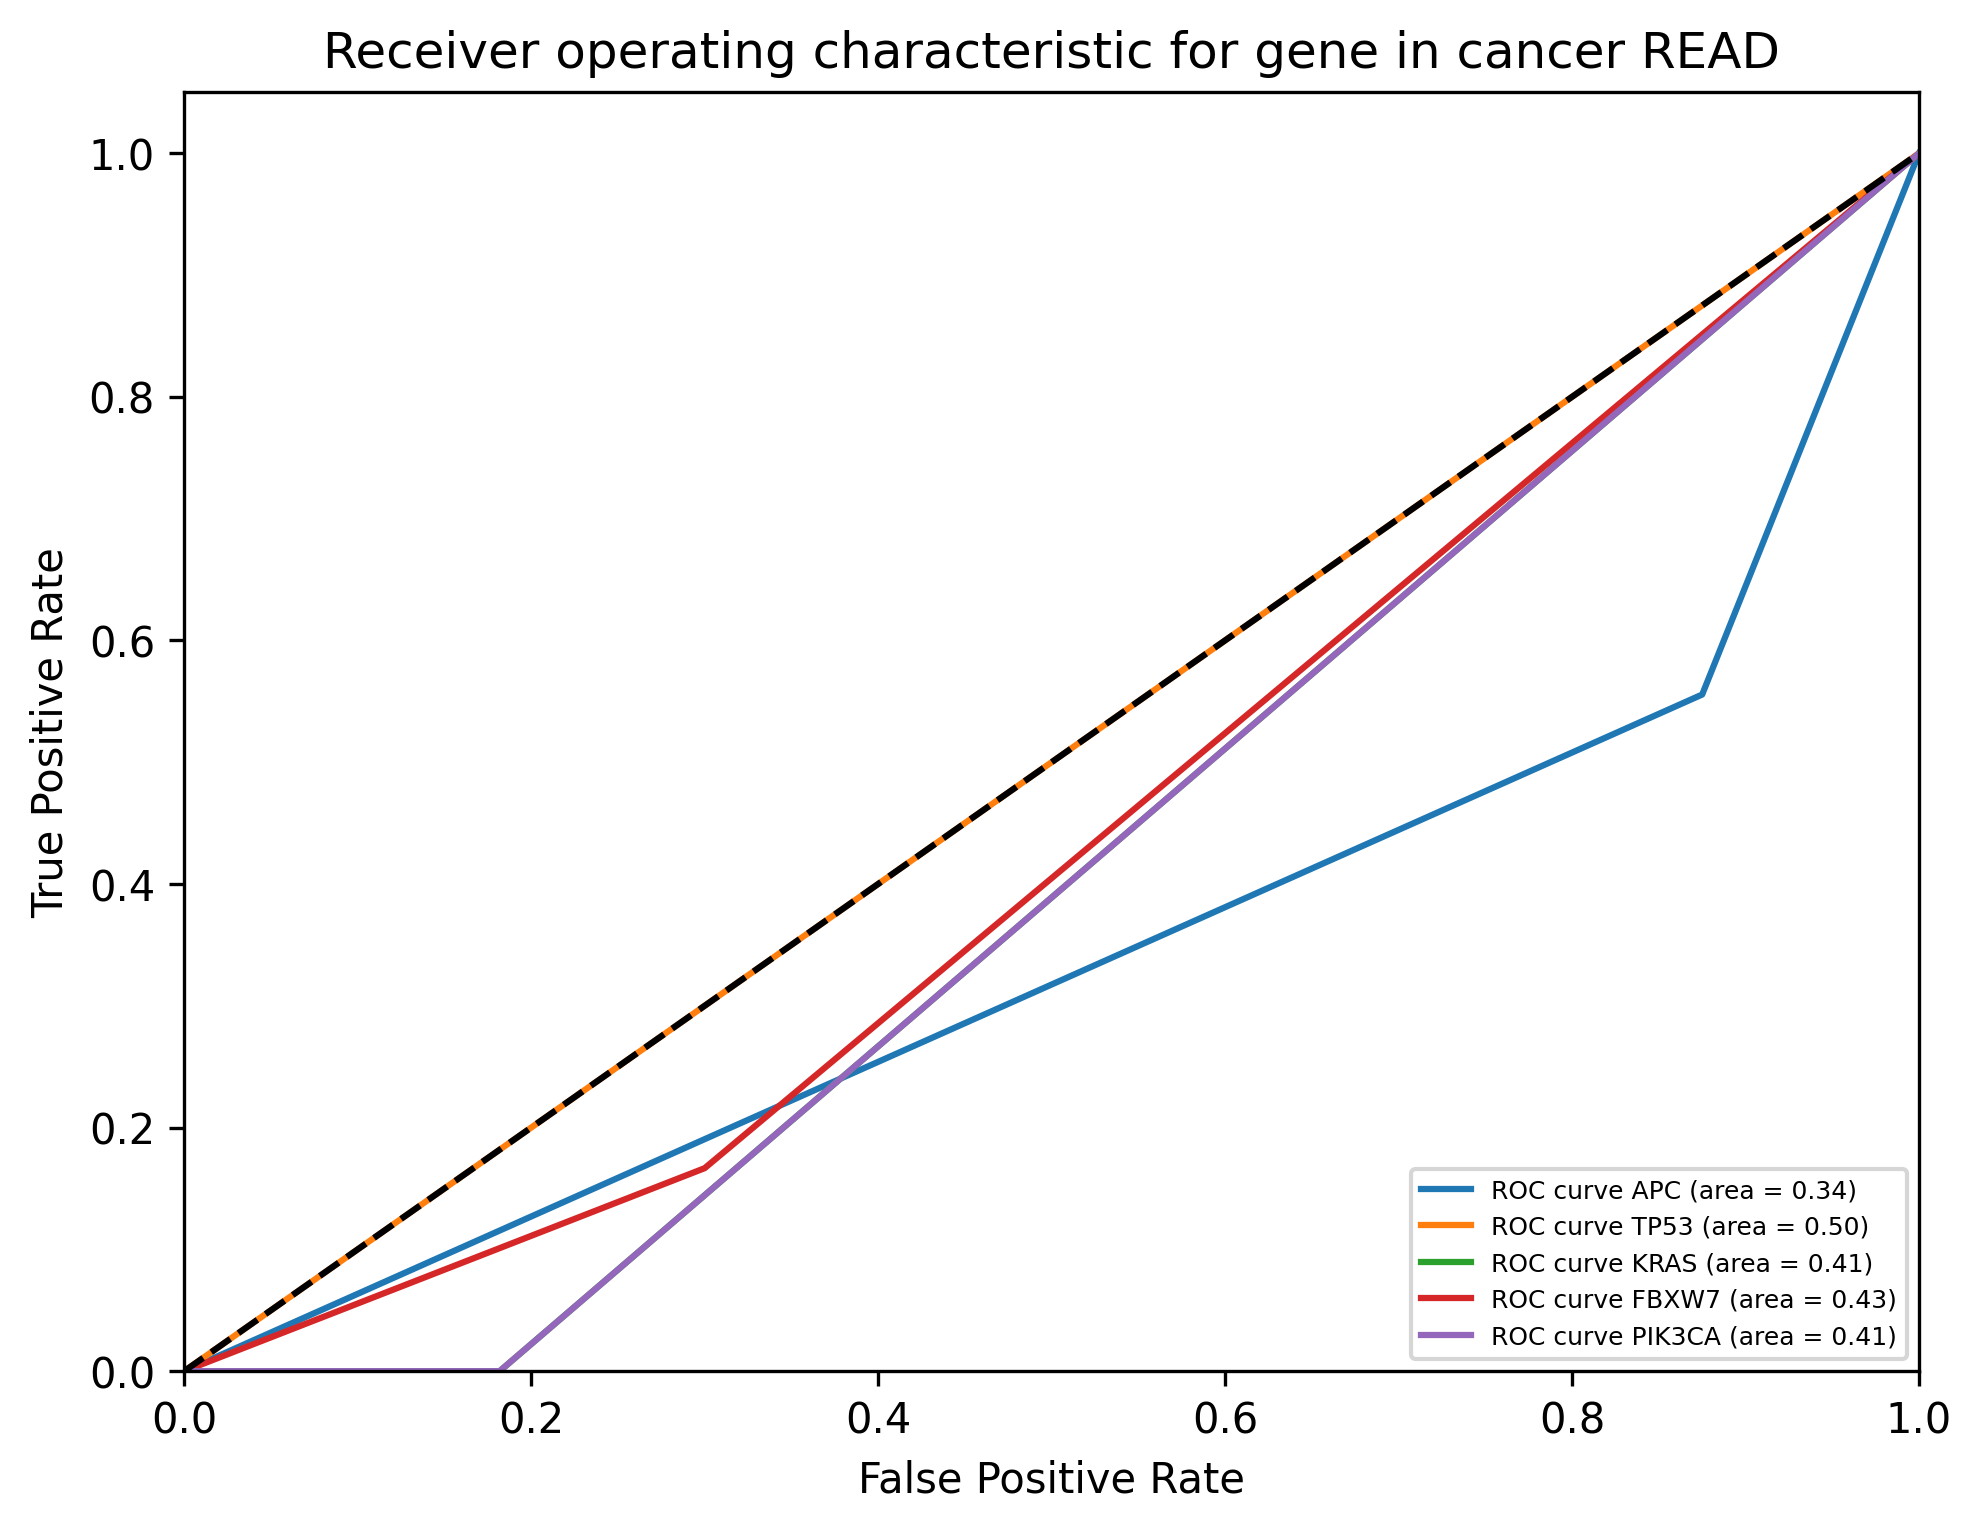 Receiver operating characteristic for gene in cancer READ
1.0
0.8
0.6
0.4
0.2
0.0
True Positive Rate
ROC curve APC (area = 0.34)
ROC curve TP53 (area = 0.50)
ROC curve KRAS (area = 0.41)
ROC curve FBXW7 (area = 0.43)
ROC curve PIK3CA (area = 0.41)
0.0 0.2 0.4 0.6 0.8 1.0
False Positive Rate